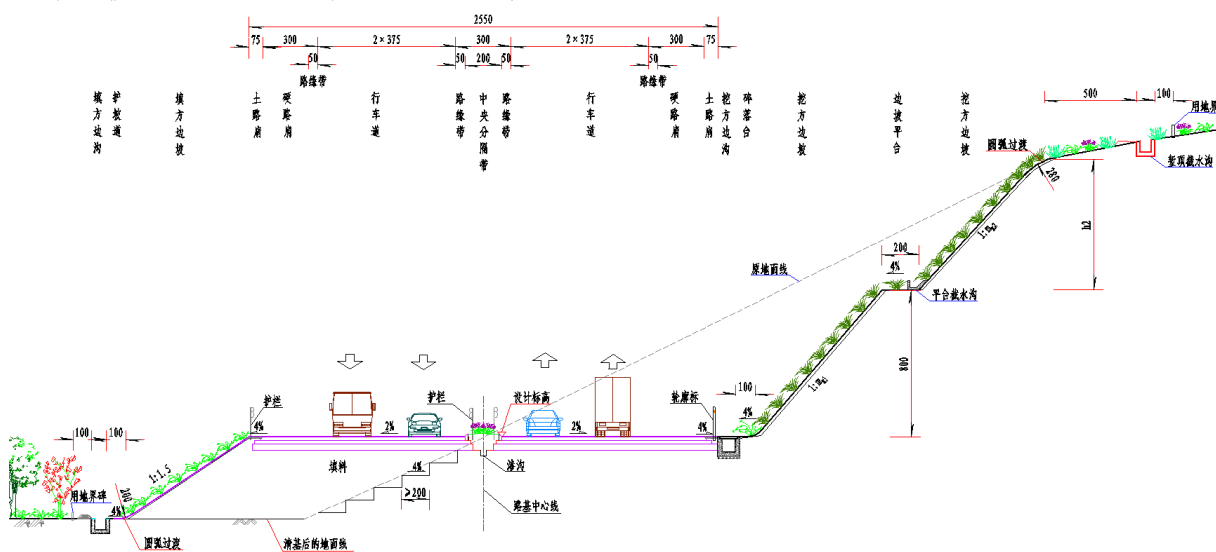 2550
75
300
2×375
300
2×375
300
75
50
50
200
50
50
路缘带
路缘带
填方边沟
护坡道
填方边坡
土路肩
硬路肩
行车道
路缘带
中央分隔带
路缘带
行车道
硬路肩
土路肩
挖方边沟
碎落台
挖方边坡
边坡平台
挖方边坡
500
100
用地界
圆弧过渡
堑顶截水沟
280
h2
1:m2
200
4%
原地面线
平台截水沟
800
1:m1
100
4%
护栏
护栏
设计标高
轮廓标
4%
2%
2%
4%
100
100
1:1.5
填料
4%
渗沟
≥200
用地界碑
200
4%
路基中心线
圆弧过渡
清基后的地面线